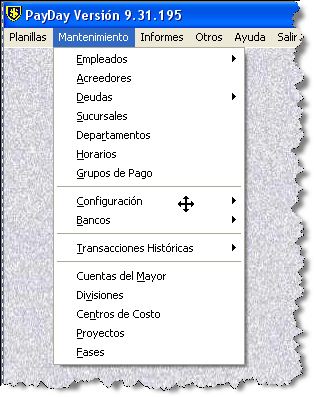 PayDay Versión 9.31.195
Planillas Mantenimiento Informes Otros Ayuda Salir
Empleados
Acreedores
Deudas
Sucursales
Departamentos
Horarios
Grupos de Pago
Configuración
Bancos
Transacciones Históricas
Cuentas del Mayor
Divisiones
Centros de Costo
Proyectos
Fases